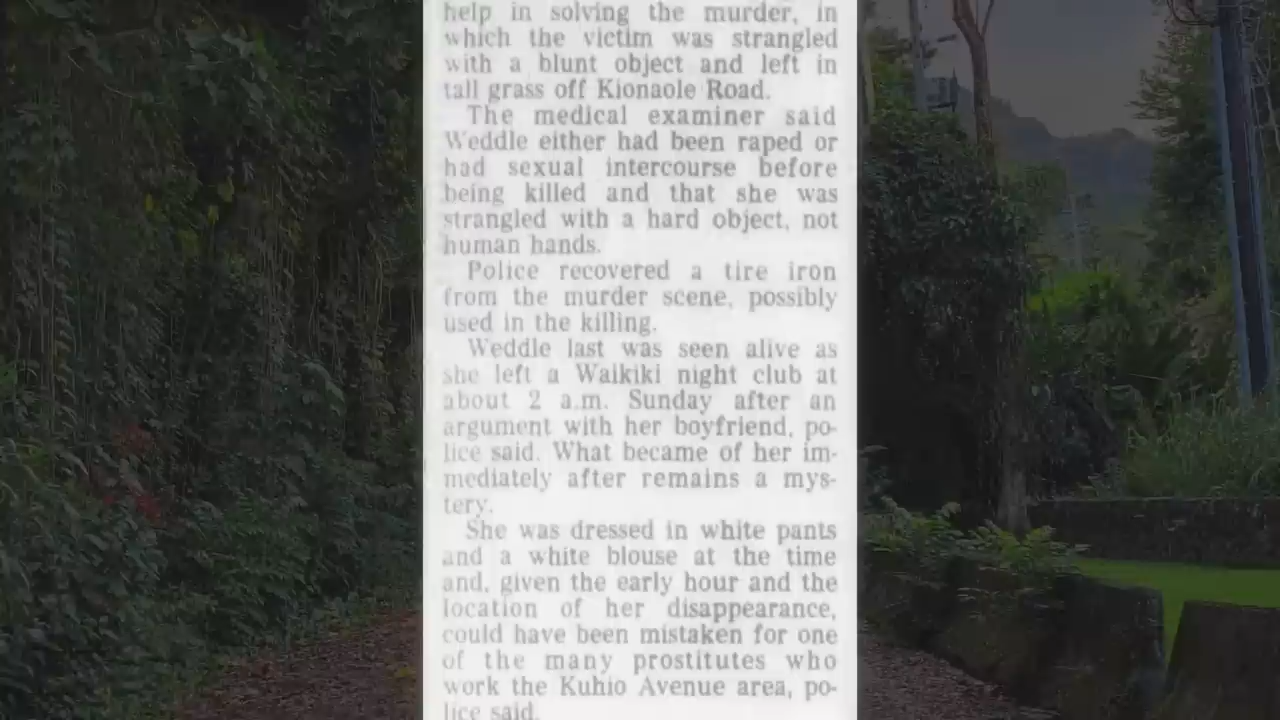 help in solving the murder, in
which the victim was strangled
with a blunt object and left in
tall grass off Kionaole Road.
The medical examiner said
Weddle either had been raped or
had sexual intercourse before
being killed and that she was
strangled with a hard object, not
human hands.
Police recovered a tire iron
from the murder scene, possibly
used in the killing.
Weddle last was seen alive as
she left a Waikiki night club at
about 2 a.m. Sunday after an
argument with her boyfriend, po-
lice said. What became of her im-
mediately after remains a mys-
tery.
She was dressed in white pants
and a white blouse at the time
and, given the early hour and the
location of her disappearance,
could have been mistaken for one
of the many prostitutes who
work the Kuhio Avenue area, po-
lice said.